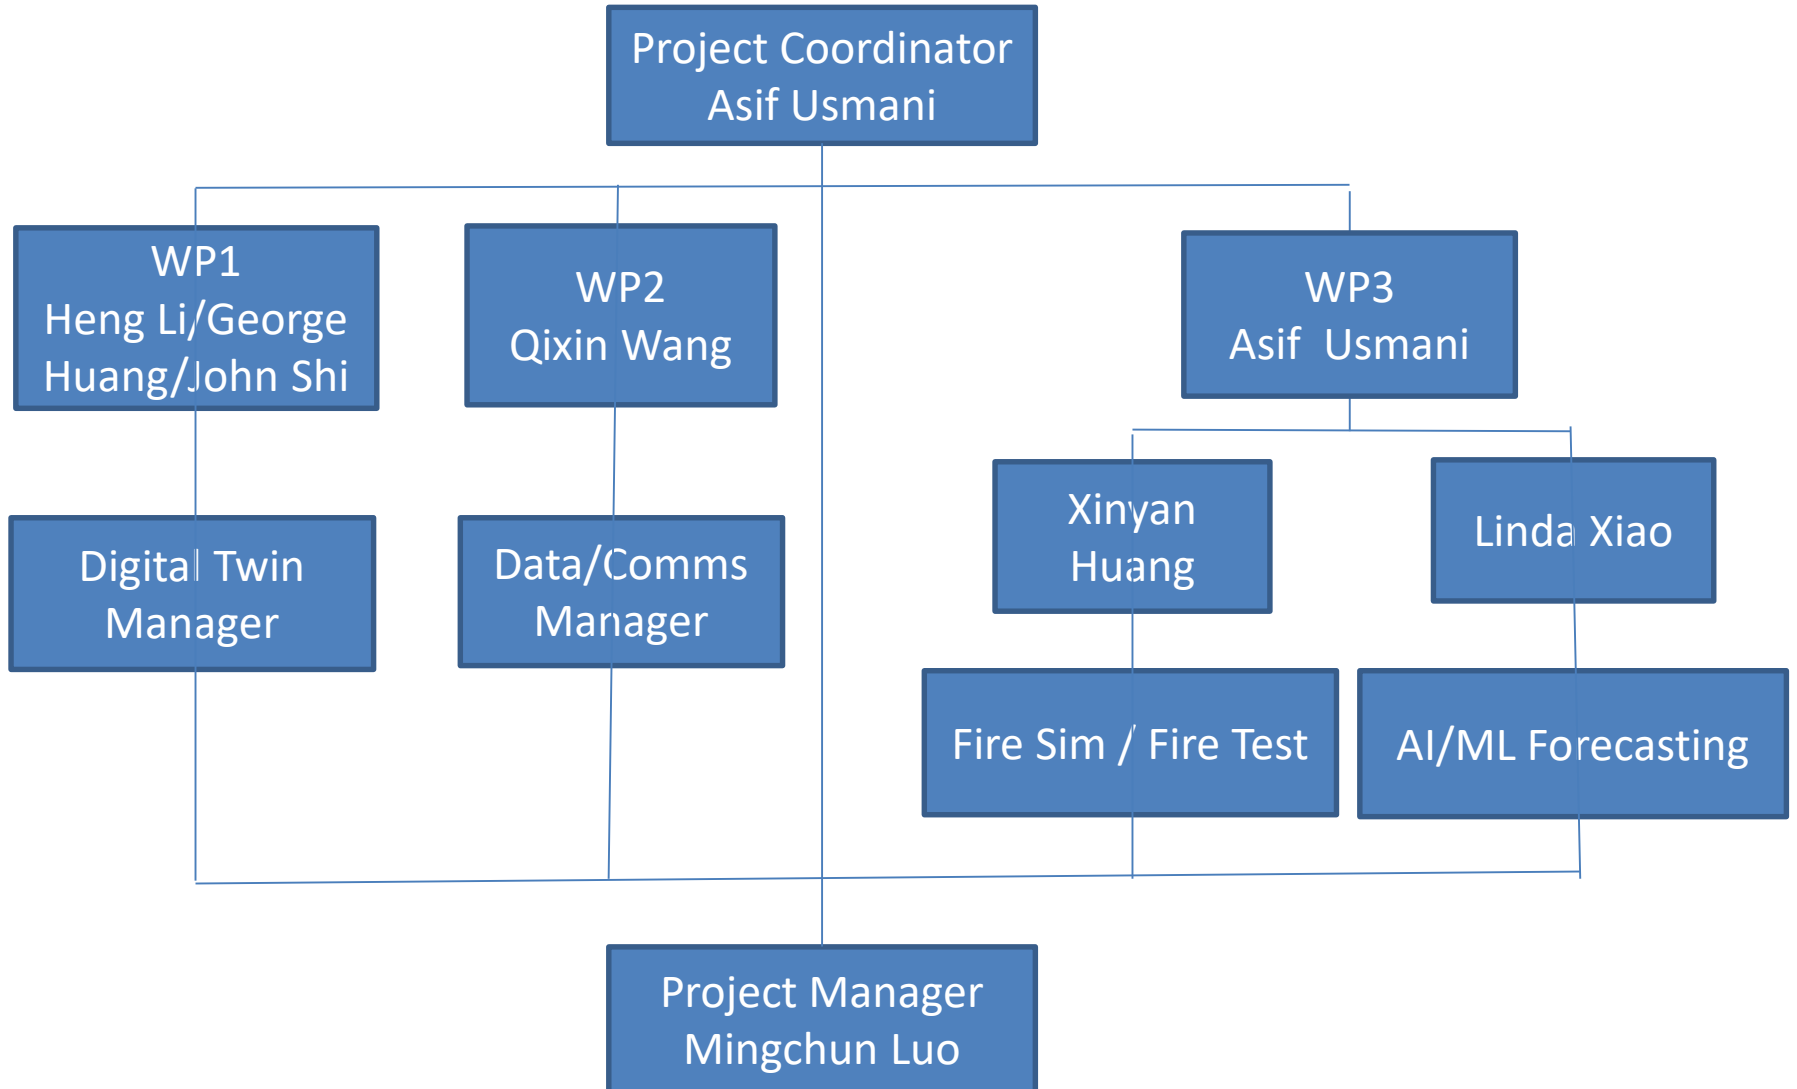 Project Coordinator
Asif Usmani
WP1
Heng Li/George
Huang/John Shi
WP2
Qixin Wang
WP3
Asif  Usmani
Xinyan
Huang
Linda Xiao
Digital Twin
Manager
Data/Comms
Manager
Fire Sim / Fire Test
AI/ML Forecasting
Project Manager
Mingchun Luo